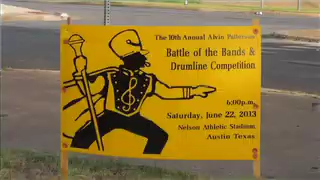 The 10th Annual Alvin Patterson
Battle of the Bands &
Drumline Competition
6:00p.m
Saturday, June 22, 2013
Nelson Athletic Stadium
Austin Texas